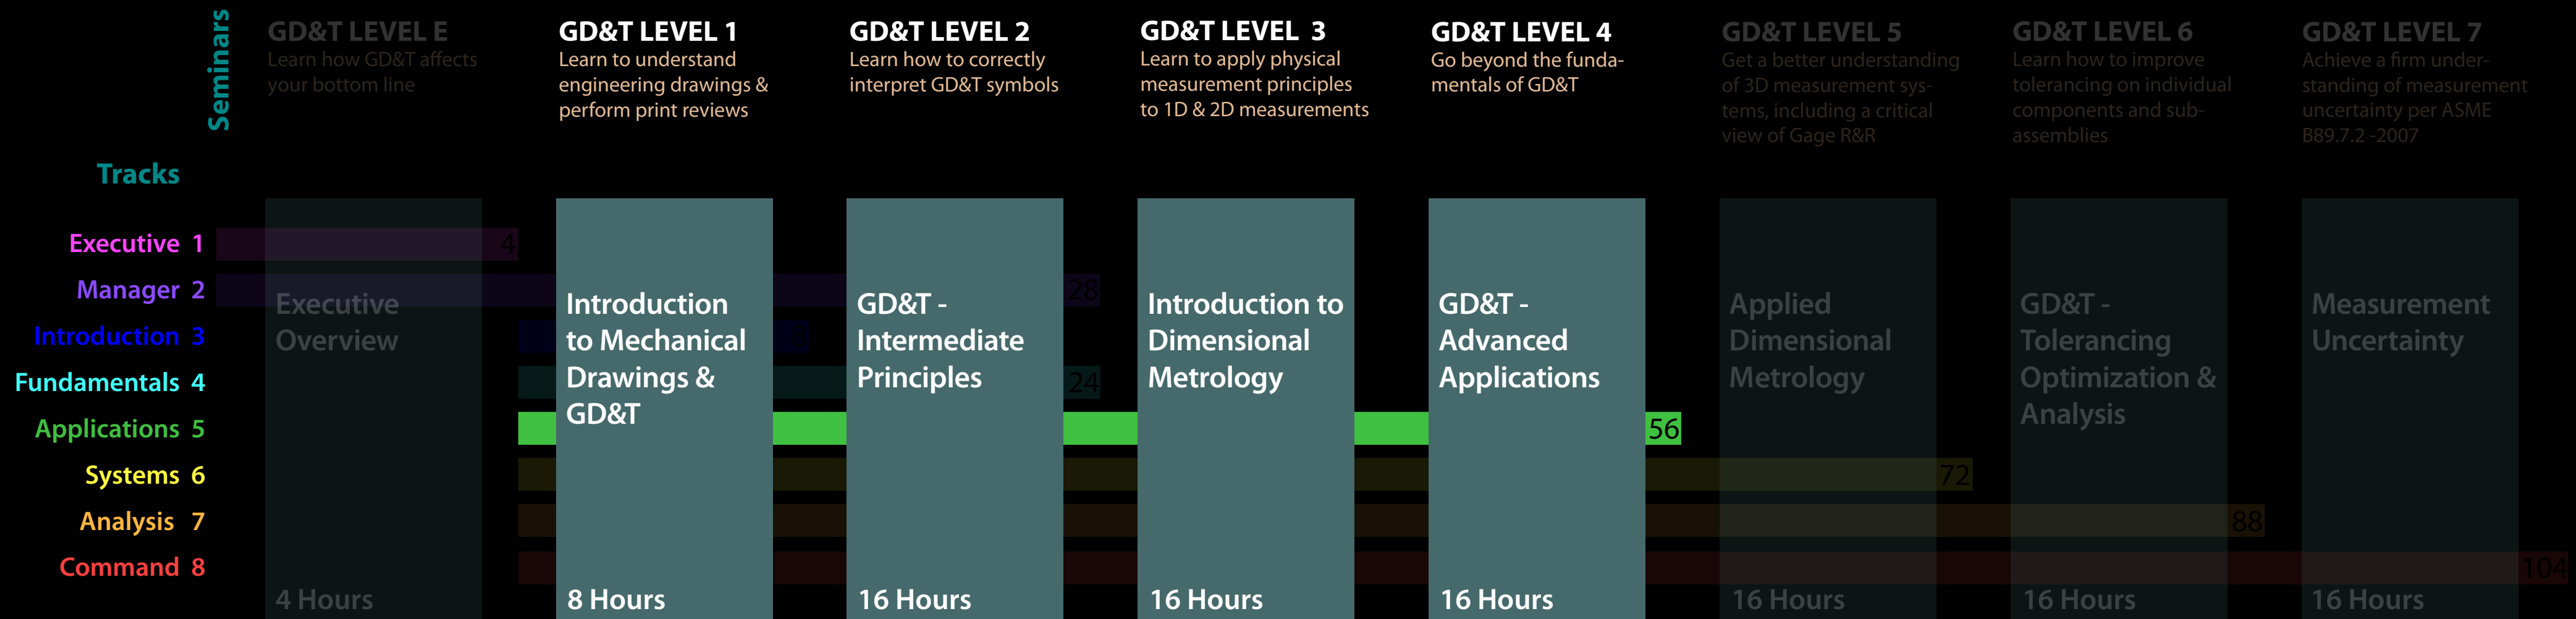 Seminars
GD&T LEVEL E
Learn how GD&T affects
your bottom line
GD&T LEVEL 1
Learn to understand
engineering drawings &
perform print reviews
GD&T LEVEL 2
Learn how to correctly
interpret GD&T symbols
GD&T LEVEL 3
Learn to apply physical
measurement principles
to 1D & 2D measurements
GD&T LEVEL 4
Go beyond the funda-
mentals of GD&T
GD&T LEVEL 5
Get a better understanding
of 3D measurement sys-
tems, including a critical
view of Gage R&R
GD&T LEVEL 6
Learn how to improve
tolerancing on individual
components and sub-
assemblies
GD&T LEVEL 7
Achieve a firm under-
standing of measurement
uncertainty per ASME
B89.7.2 -2007
Tracks
Executive 1
Manager 2
Introduction 3
Fundamentals 4
Applications 5
Systems 6
Analysis 7
Command 8
4
28
24
56
72
88
104
Executive
Overview
4 Hours
Introduction
to Mechanical
Drawings &
GD&T
8 Hours
GD&T -
Intermediate
Principles
16 Hours
Introduction to
Dimensional
Metrology
16 Hours
GD&T -
Advanced
Applications
16 Hours
Applied
Dimensional
Metrology
16 Hours
GD&T -
Tolerancing
Optimization &
Analysis
16 Hours
Measurement
Uncertainty
16 Hours